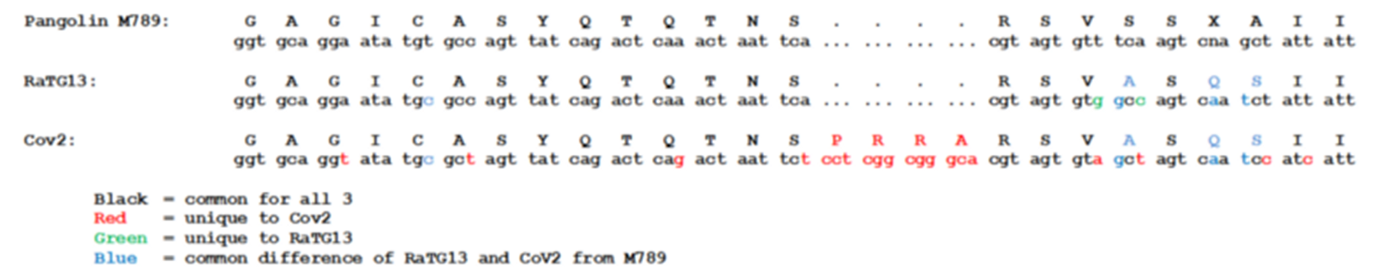 Pangolin M789: G A G I C A S Y Q T Q T N S . . . . R S V S S X A I I
ggt gca gga ata tgt gcc agt tat cag act caa act aat tca ... ... ... ... cgt agt gtt tca agt cna gct att att
RaTG13: G A G I C A S Y Q T Q T N S . . . . R S V A S Q S I I
ggt gca gga ata tgc gcc agt tat cag act caa act aat tca ... ... ... ... cgt agt gtg gcc agt caa tct att att
Cov2: G A G I C A S Y Q T Q T N S P R R A R S V A S Q S I I
ggt gca ggt ata tgc gct agt tat cag act cag act aat tct cct cgg cgg gca cgt agt gta gct agt caa tcc atc att
Black = common for all 3
Red = unique to Cov2
Green = unique to RaTG13
Blue = common difference of RaTG13 and CoV2 from M789